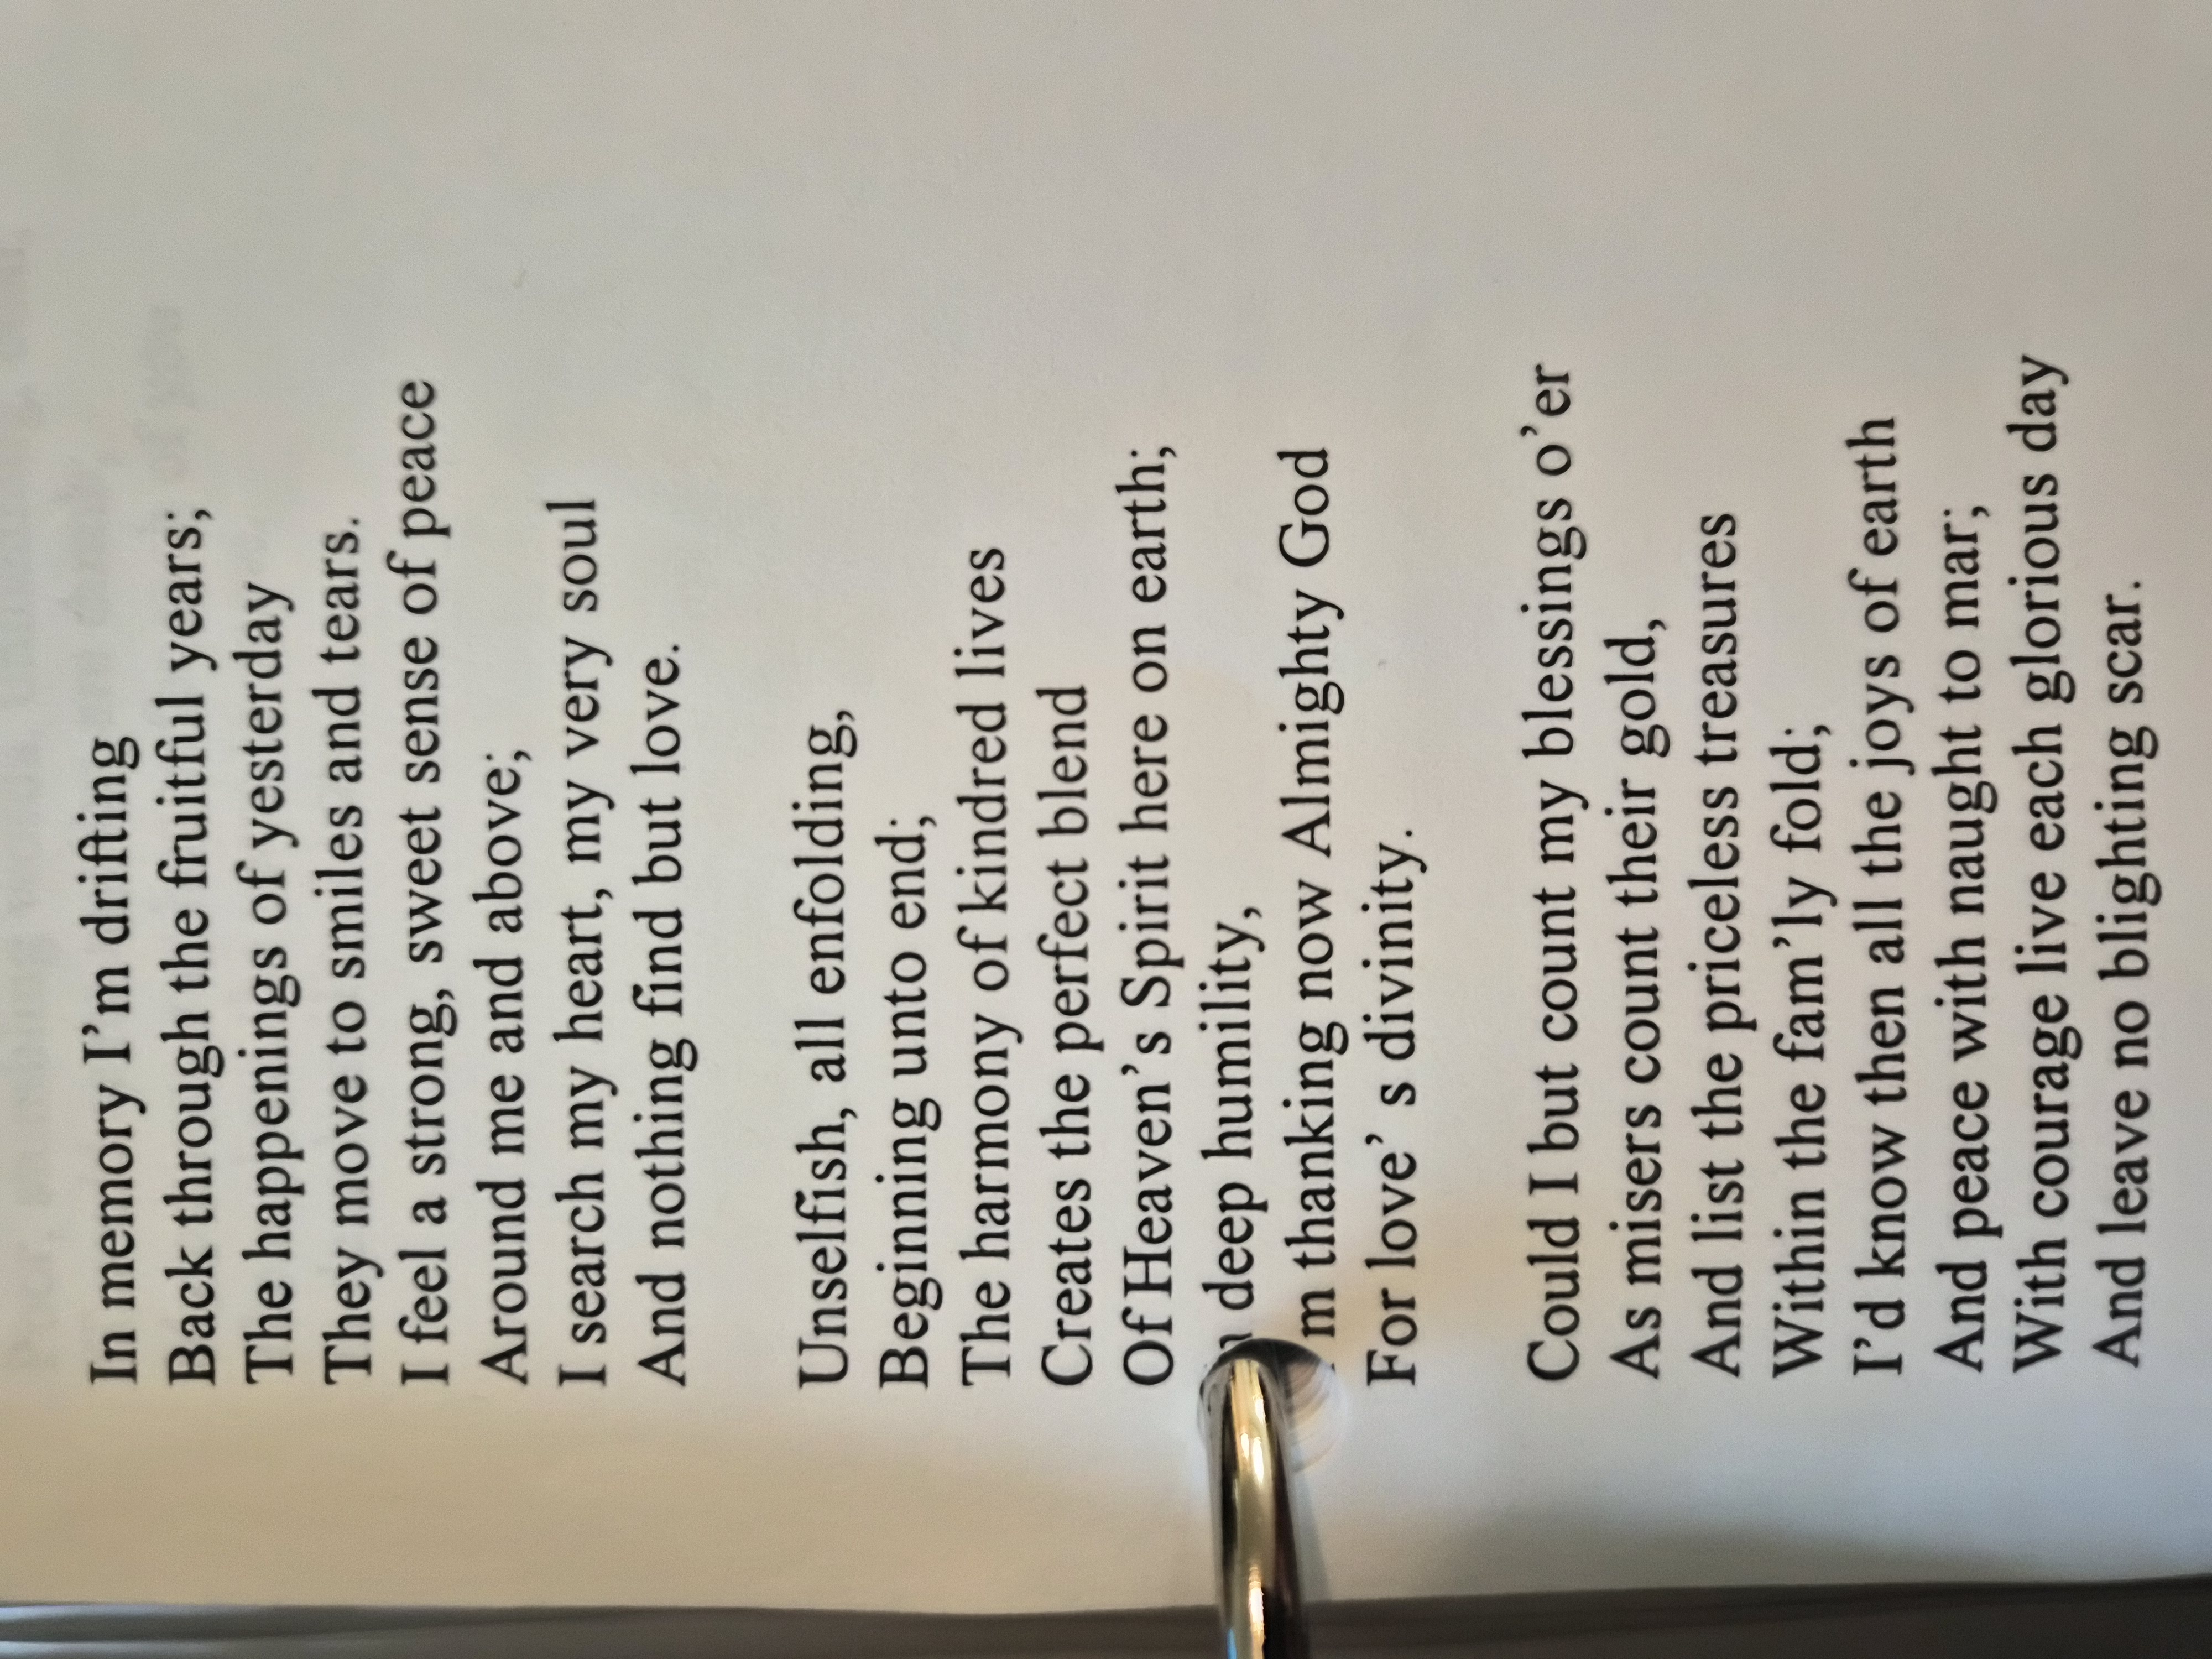 In memory I’m drifting
Back through the fruitful years;
The happenings of yesterday
They move to smiles and tears.
I feel a strong, sweet sense of peace
Around me and above;
I search my heart, my very soul
And nothing find but love.

Unselfish, all enfolding,
Beginning unto end;
The harmony of kindred lives
Creates the perfect blend
Of Heaven’s Spirit here on earth;
deep humility,
I’m thanking now Almighty God
For love’ s divinity.

Could I but count my blessings o’er
As misers count their gold,
And list the priceless treasures
Within the fam’ly fold;
I’d know then all the joys of earth
And peace with naught to mar;
With courage live each glorious day
And leave no blighting scar.